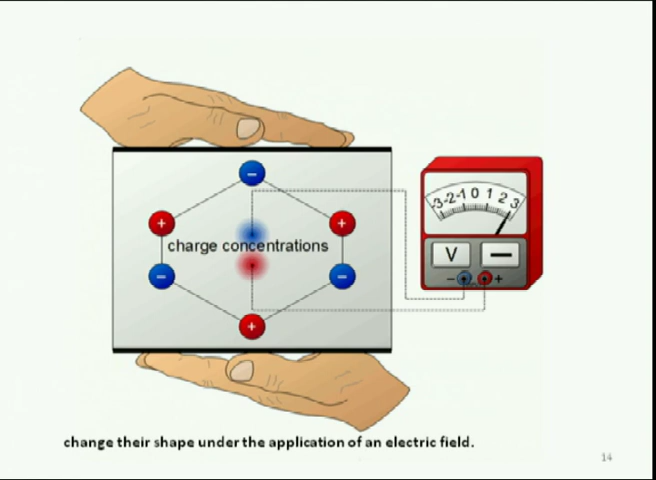 −
+
+
charge concentrations
−
−
+
-3-2-1 0 1 2 3
V
− +
change their shape under the application of an electric field.
14